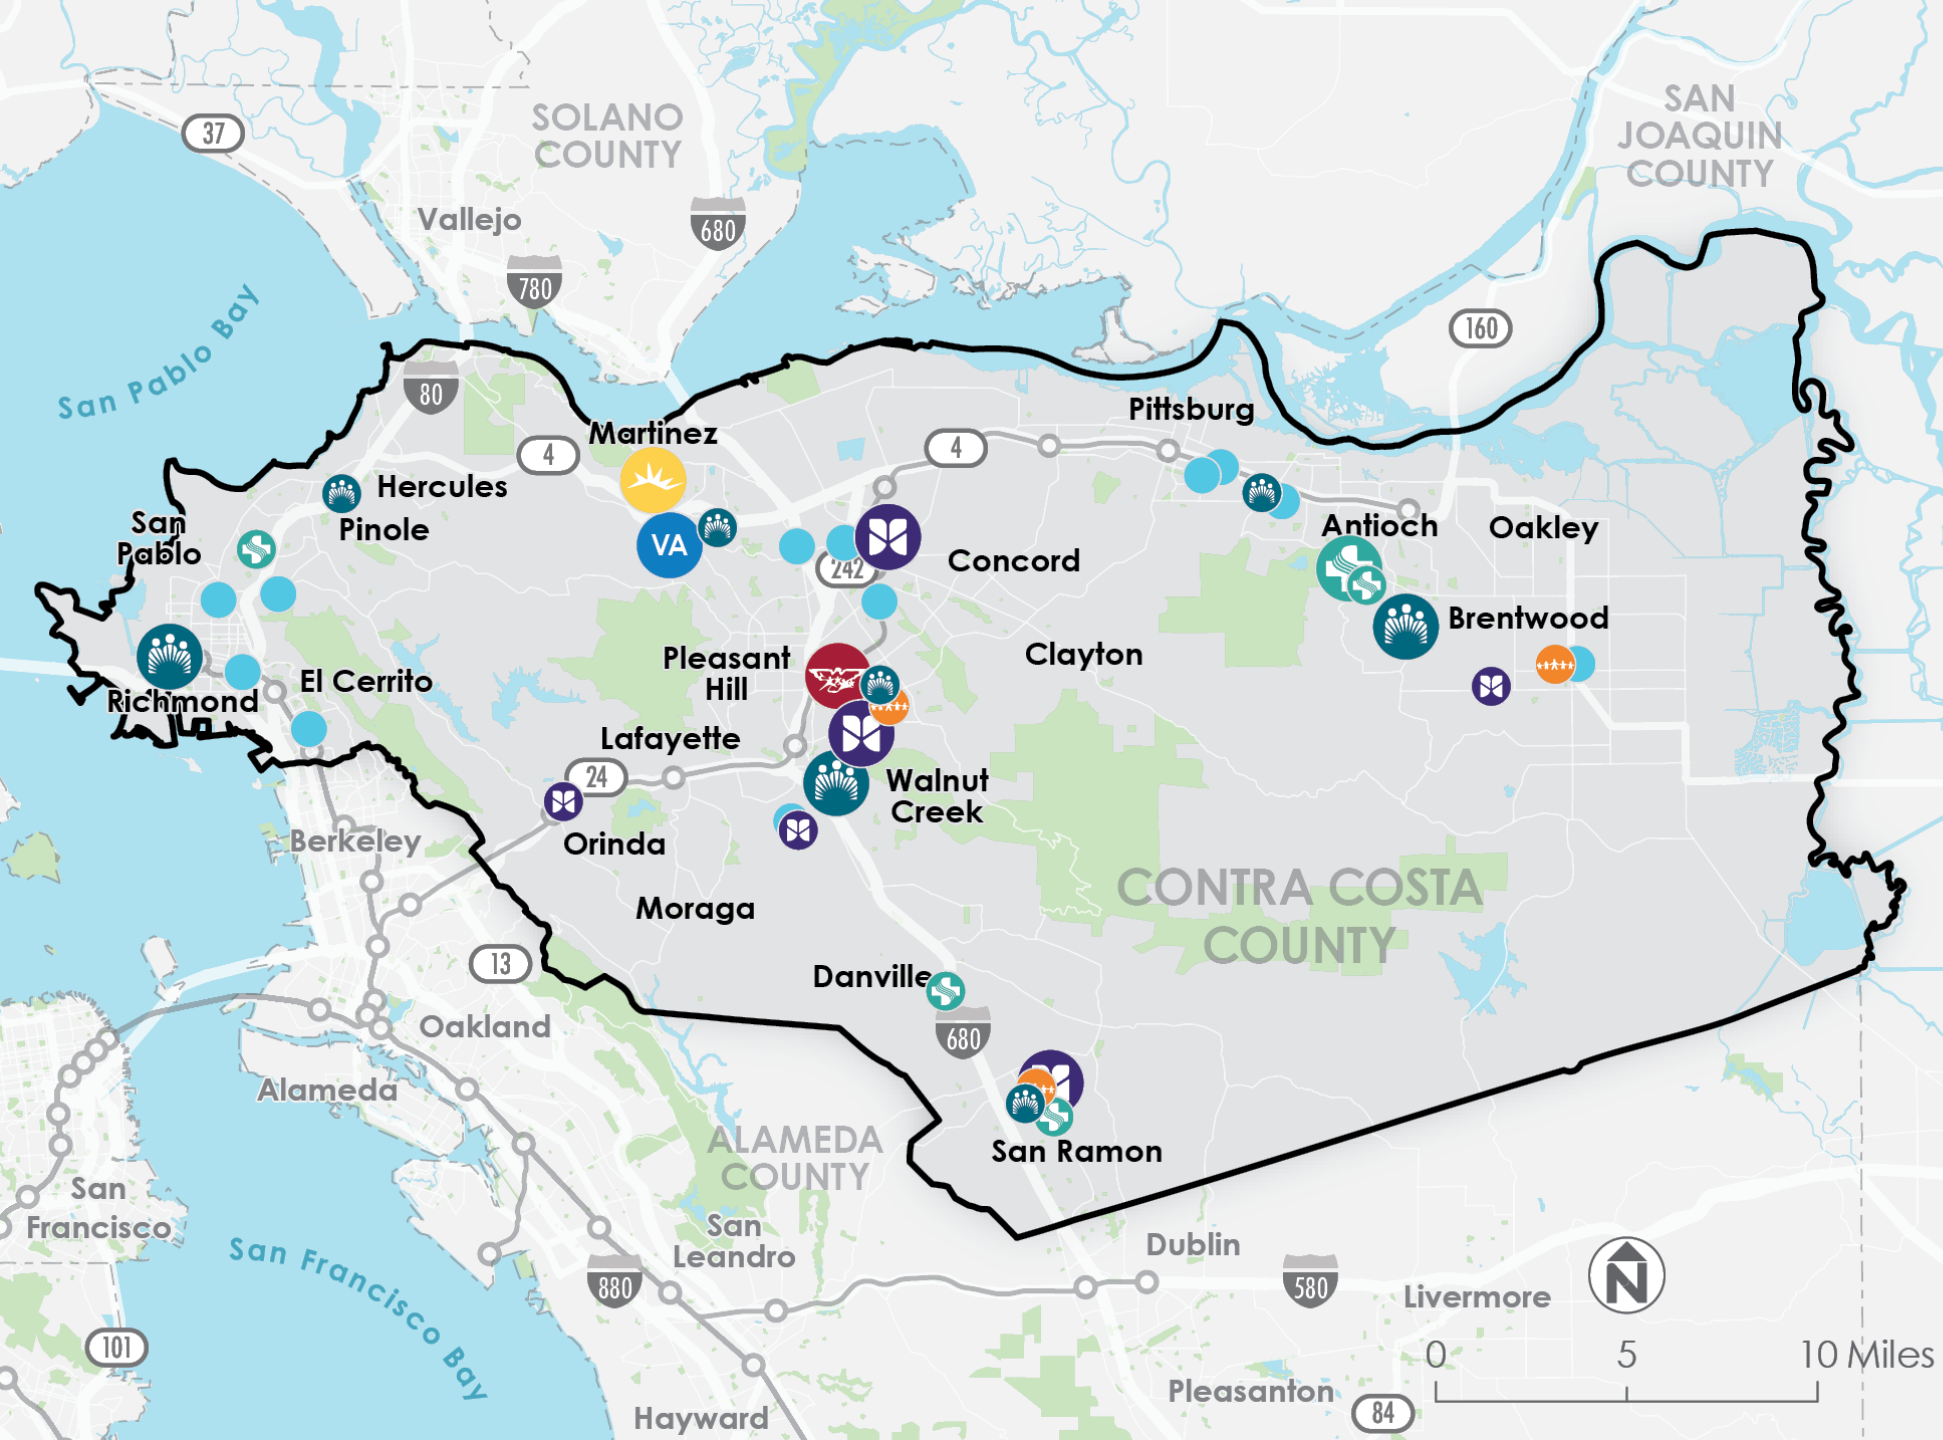 37
SOLANO
COUNTY
SAN
JOAQUIN
COUNTY
Vallejo
680
780
160
San Pablo Bay
80
Pittsburg
Martinez
4
4
Hercules
Pinole
San
Pablo
VA
242
Concord
Antioch
Oakley
Brentwood
Clayton
Pleasant
Hill
El Cerrito
Richmond
Lafayette
24
Walnut
Creek
Orinda
Berkeley
Moraga
CONTRA COSTA
COUNTY
13
Danville
680
Oakland
Alameda
ALAMEDA
COUNTY
San Ramon
San
Francisco
San Francisco Bay
San
Leandro
Dublin
880
580
Livermore
N
101
0 5 10 Miles
Pleasanton
84
Hayward